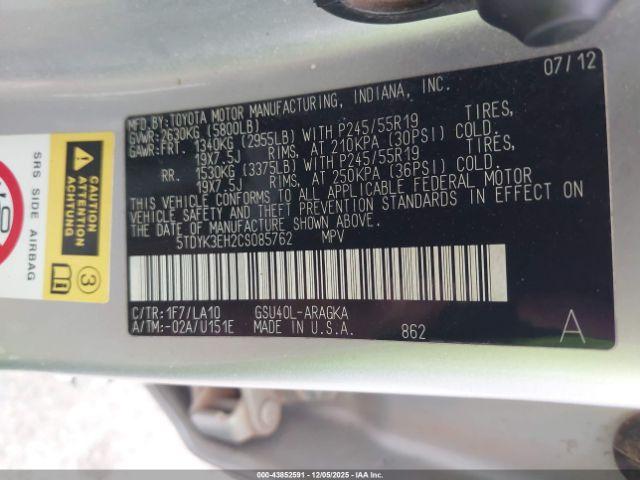 07/12
MFD.BY:TOYOTA MOTOR MANUFACTURING, INDIANA, INC.
GVWR:2630KG (5800LB)
GAWR:FRT. 1340KG (2955LB) WITH P245/55R19 TIRES,
19X7.5J RIMS, AT 210KPA (30PSI) COLD.
RR. 1530KG (3375LB) WITH P245/55R19 TIRES,
19X7.5J RIMS, AT 250KPA (36PSI) COLD.
THIS VEHICLE CONFORMS TO ALL APPLICABLE FEDERAL MOTOR
VEHICLE SAFETY AND THEFT PREVENTION STANDARDS IN EFFECT ON
THE DATE OF MANUFACTURE SHOWN ABOVE.
5TDYK3EH2CS085762 MPV
C/TR:1F7/LA10 GSU40L-ARAGKA
A/TM:-02A/U151E MADE IN U.S.A. 862 A
SRS SIDE AIRBAG
CAUTION
ACHTUNG
ATTENTION
3
000-43852591 - 12/05/2025 - IAA, Inc.